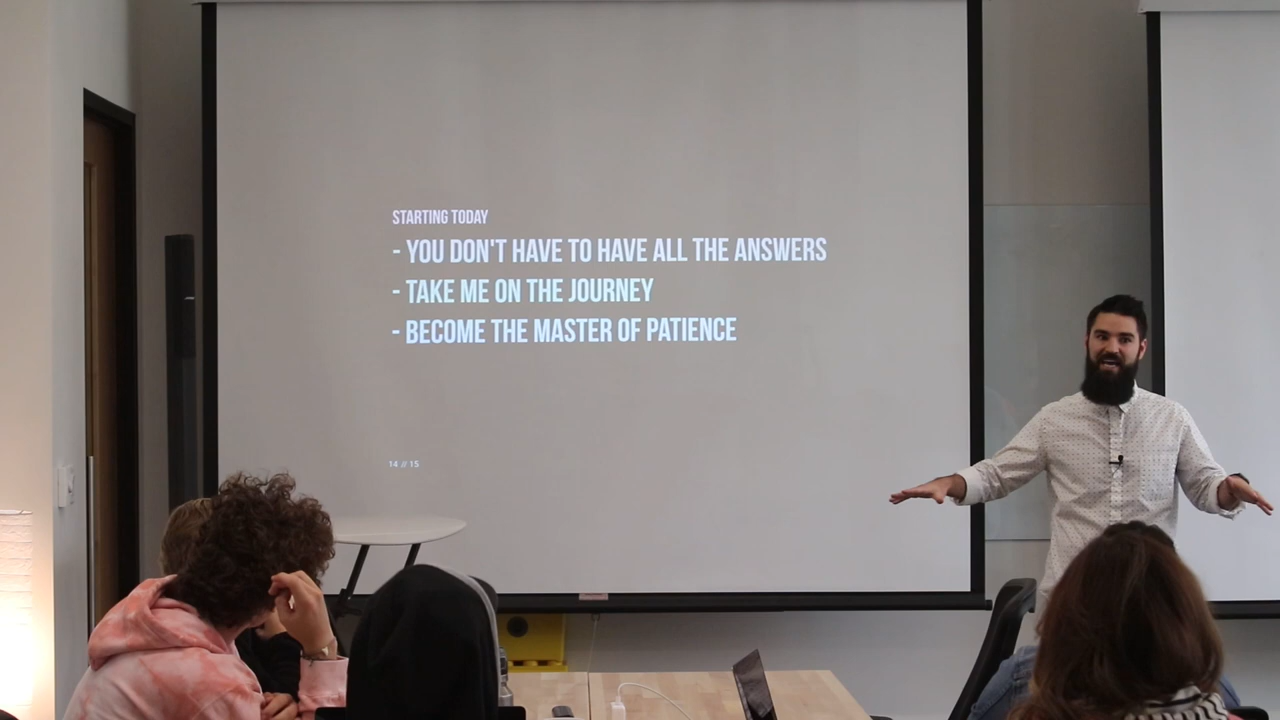 STARTING TODAY
- YOU DON'T HAVE TO HAVE ALL THE ANSWERS
- TAKE ME ON THE JOURNEY
- BECOME THE MASTER OF PATIENCE
14 // 15